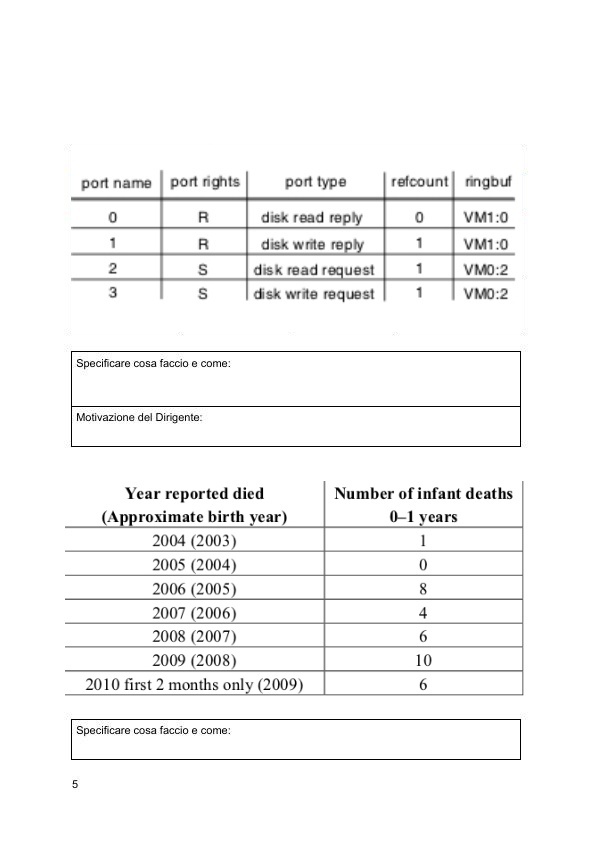 port name port rights port type refcount ringbuf
0 R disk read reply 0 VM1:0
1 R disk write reply 1 VM1:0
2 S disk read request 1 VM0:2
3 S disk write request 1 VM0:2
Specificare cosa faccio e come:
Motivazione del Dirigente:
Year reported died Number of infant deaths
(Approximate birth year) 0–1 years
2004 (2003) 1
2005 (2004) 0
2006 (2005) 8
2007 (2006) 4
2008 (2007) 6
2009 (2008) 10
2010 first 2 months only (2009) 6
Specificare cosa faccio e come:
5